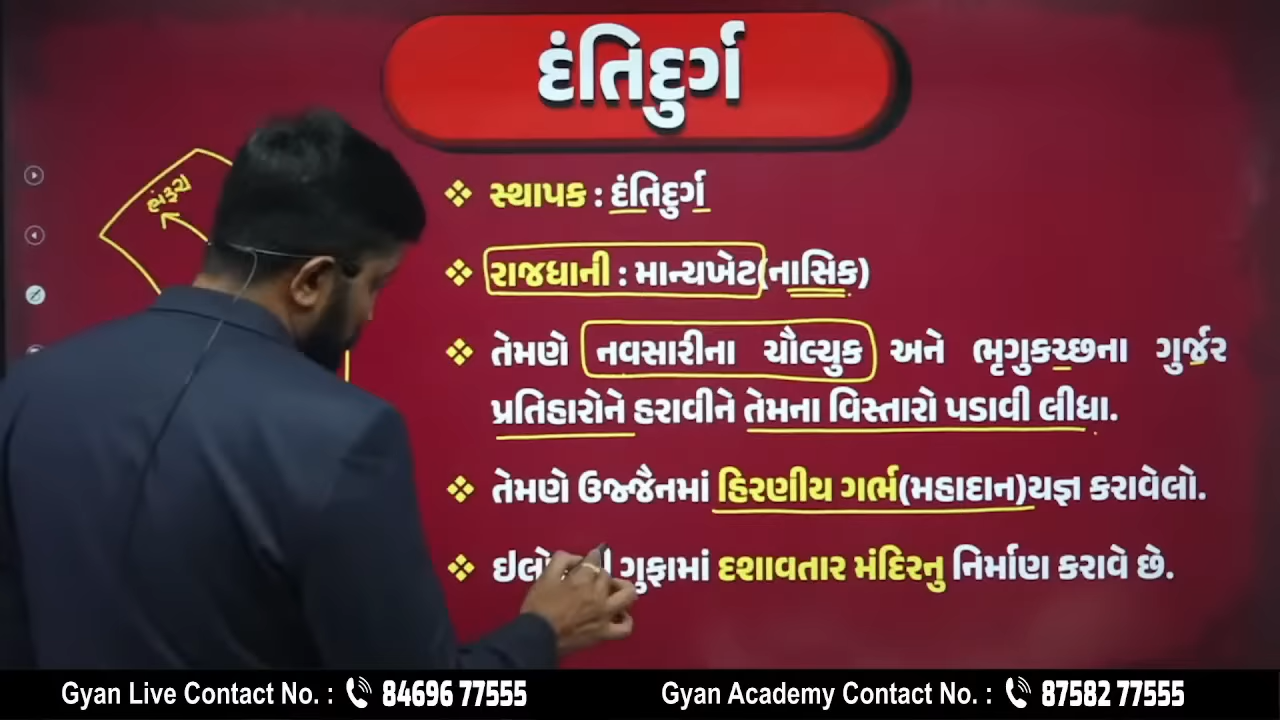 દંતિદુર્ગ
ભરૂચ
❖ સ્થાપક : દંતિદુર્ગ
❖ રાજધાની : માન્યખેટ(નાસિક)
❖ તેમણે નવસારીના ચૌલ્યુક અને ભૃગુકચ્છના ગુર્જર
પ્રતિહારોને હરાવીને તેમના વિસ્તારો પડાવી લીધા.
❖ તેમણે ઉજ્જૈનમાં હિરણીય ગર્ભ(મહાદાન)યજ્ઞ કરાવેલો.
❖ ગુફામાં દશાવતાર મંદિરનુ નિર્માણ કરાવે છે.
Gyan Live Contact No. : 84696 77555
Gyan Academy Contact No. : 87582 77555